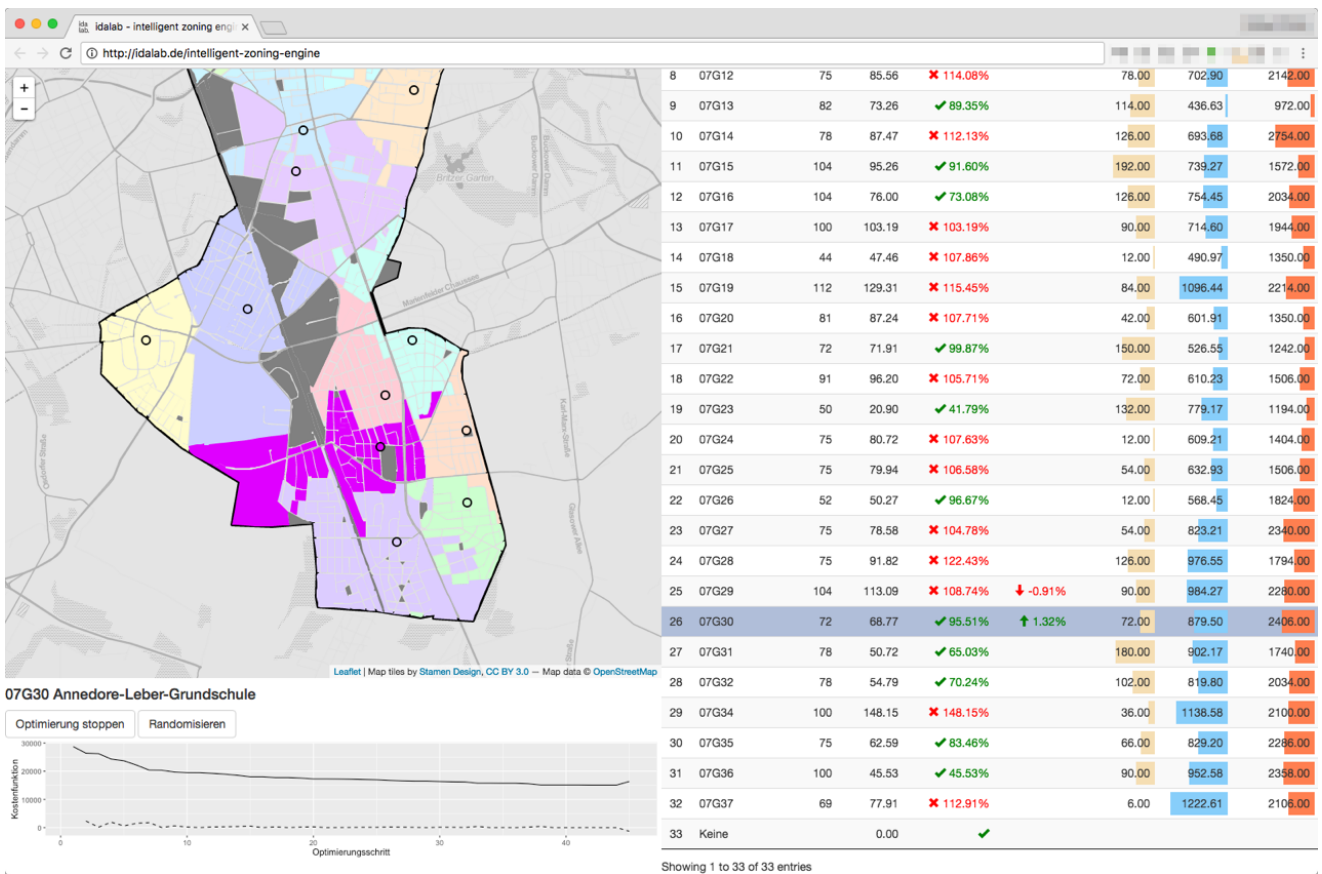 idalab - intelligent zoning engi
http://idalab.de/intelligent-zoning-engine
+
−
Britzer Garten
Buckower Damm
Buckower Damm
Marienfelder Chaussee
Karl-Marx-Straße
Glasower Allee
Leaflet | Map tiles by Stamen Design, CC BY 3.0 — Map data © OpenStreetMap
07G30 Annedore-Leber-Grundschule
Optimierung stoppen Randomisieren
Kostenfunktion
30000
20000
10000
0
0 10 20 30 40
Optimierungsschritt
8 07G12 75 85.56 ✖ 114.08% 78.00 702.90 2142.00
9 07G13 82 73.26 ✔ 89.35% 114.00 436.63 972.00
10 07G14 78 87.47 ✖ 112.13% 126.00 693.68 2754.00
11 07G15 104 95.26 ✔ 91.60% 192.00 739.27 1572.00
12 07G16 104 76.00 ✔ 73.08% 126.00 754.45 2034.00
13 07G17 100 103.19 ✖ 103.19% 90.00 714.60 1944.00
14 07G18 44 47.46 ✖ 107.86% 12.00 490.97 1350.00
15 07G19 112 129.31 ✖ 115.45% 84.00 1096.44 2214.00
16 07G20 81 87.24 ✖ 107.71% 42.00 601.91 1350.00
17 07G21 72 71.91 ✔ 99.87% 150.00 526.55 1242.00
18 07G22 91 96.20 ✖ 105.71% 72.00 610.23 1506.00
19 07G23 50 20.90 ✔ 41.79% 132.00 779.17 1194.00
20 07G24 75 80.72 ✖ 107.63% 12.00 609.21 1404.00
21 07G25 75 79.94 ✖ 106.58% 54.00 632.93 1506.00
22 07G26 52 50.27 ✔ 96.67% 12.00 568.45 1824.00
23 07G27 75 78.58 ✖ 104.78% 54.00 823.21 2340.00
24 07G28 75 91.82 ✖ 122.43% 126.00 976.55 1794.00
25 07G29 104 113.09 ✖ 108.74% ↓ -0.91% 90.00 984.27 2280.00
26 07G30 72 68.77 ✔ 95.51% ↑ 1.32% 72.00 879.50 2406.00
27 07G31 78 50.72 ✔ 65.03% 180.00 902.17 1740.00
28 07G32 78 54.79 ✔ 70.24% 102.00 819.80 2034.00
29 07G34 100 148.15 ✖ 148.15% 36.00 1138.58 2100.00
30 07G35 75 62.59 ✔ 83.46% 66.00 829.20 2286.00
31 07G36 100 45.53 ✔ 45.53% 90.00 952.58 2358.00
32 07G37 69 77.91 ✖ 112.91% 6.00 1222.61 2106.00
33 Keine 0.00 ✔
Showing 1 to 33 of 33 entries